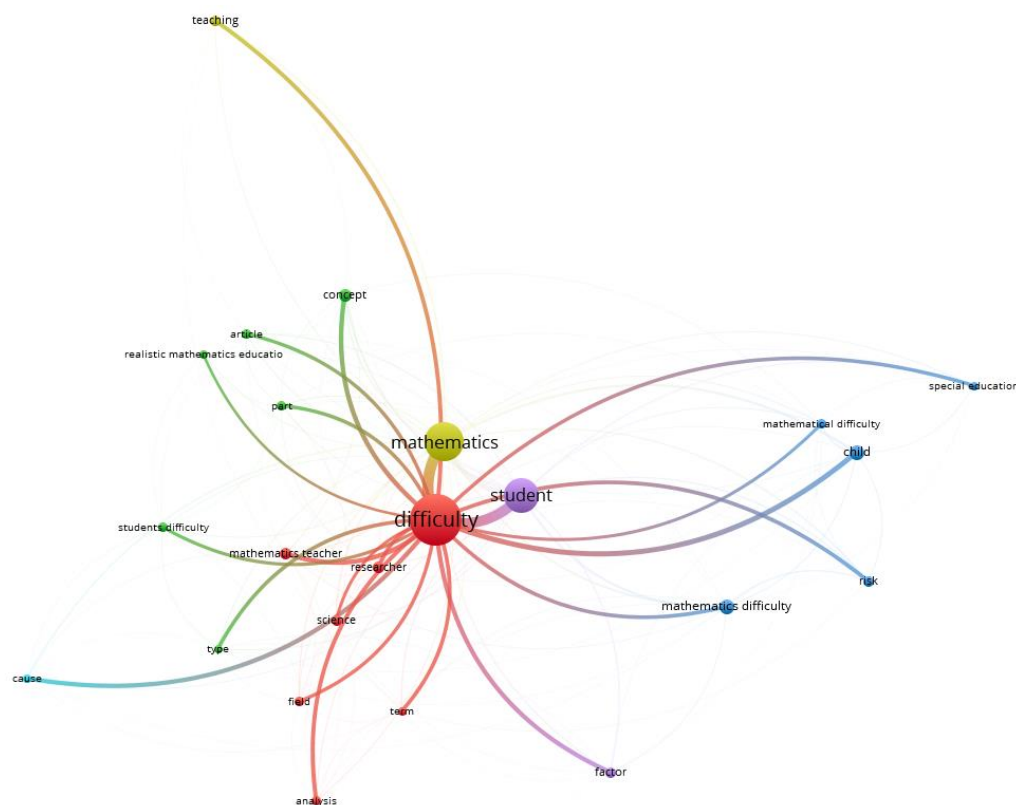 teaching
concept
article
realistic mathematics educatio
part
special education
mathematical difficulty
mathematics
child
student
difficulty
students difficulty
mathematics teacher
researcher
risk
mathematics difficulty
science
type
cause
field
term
factor
analysis